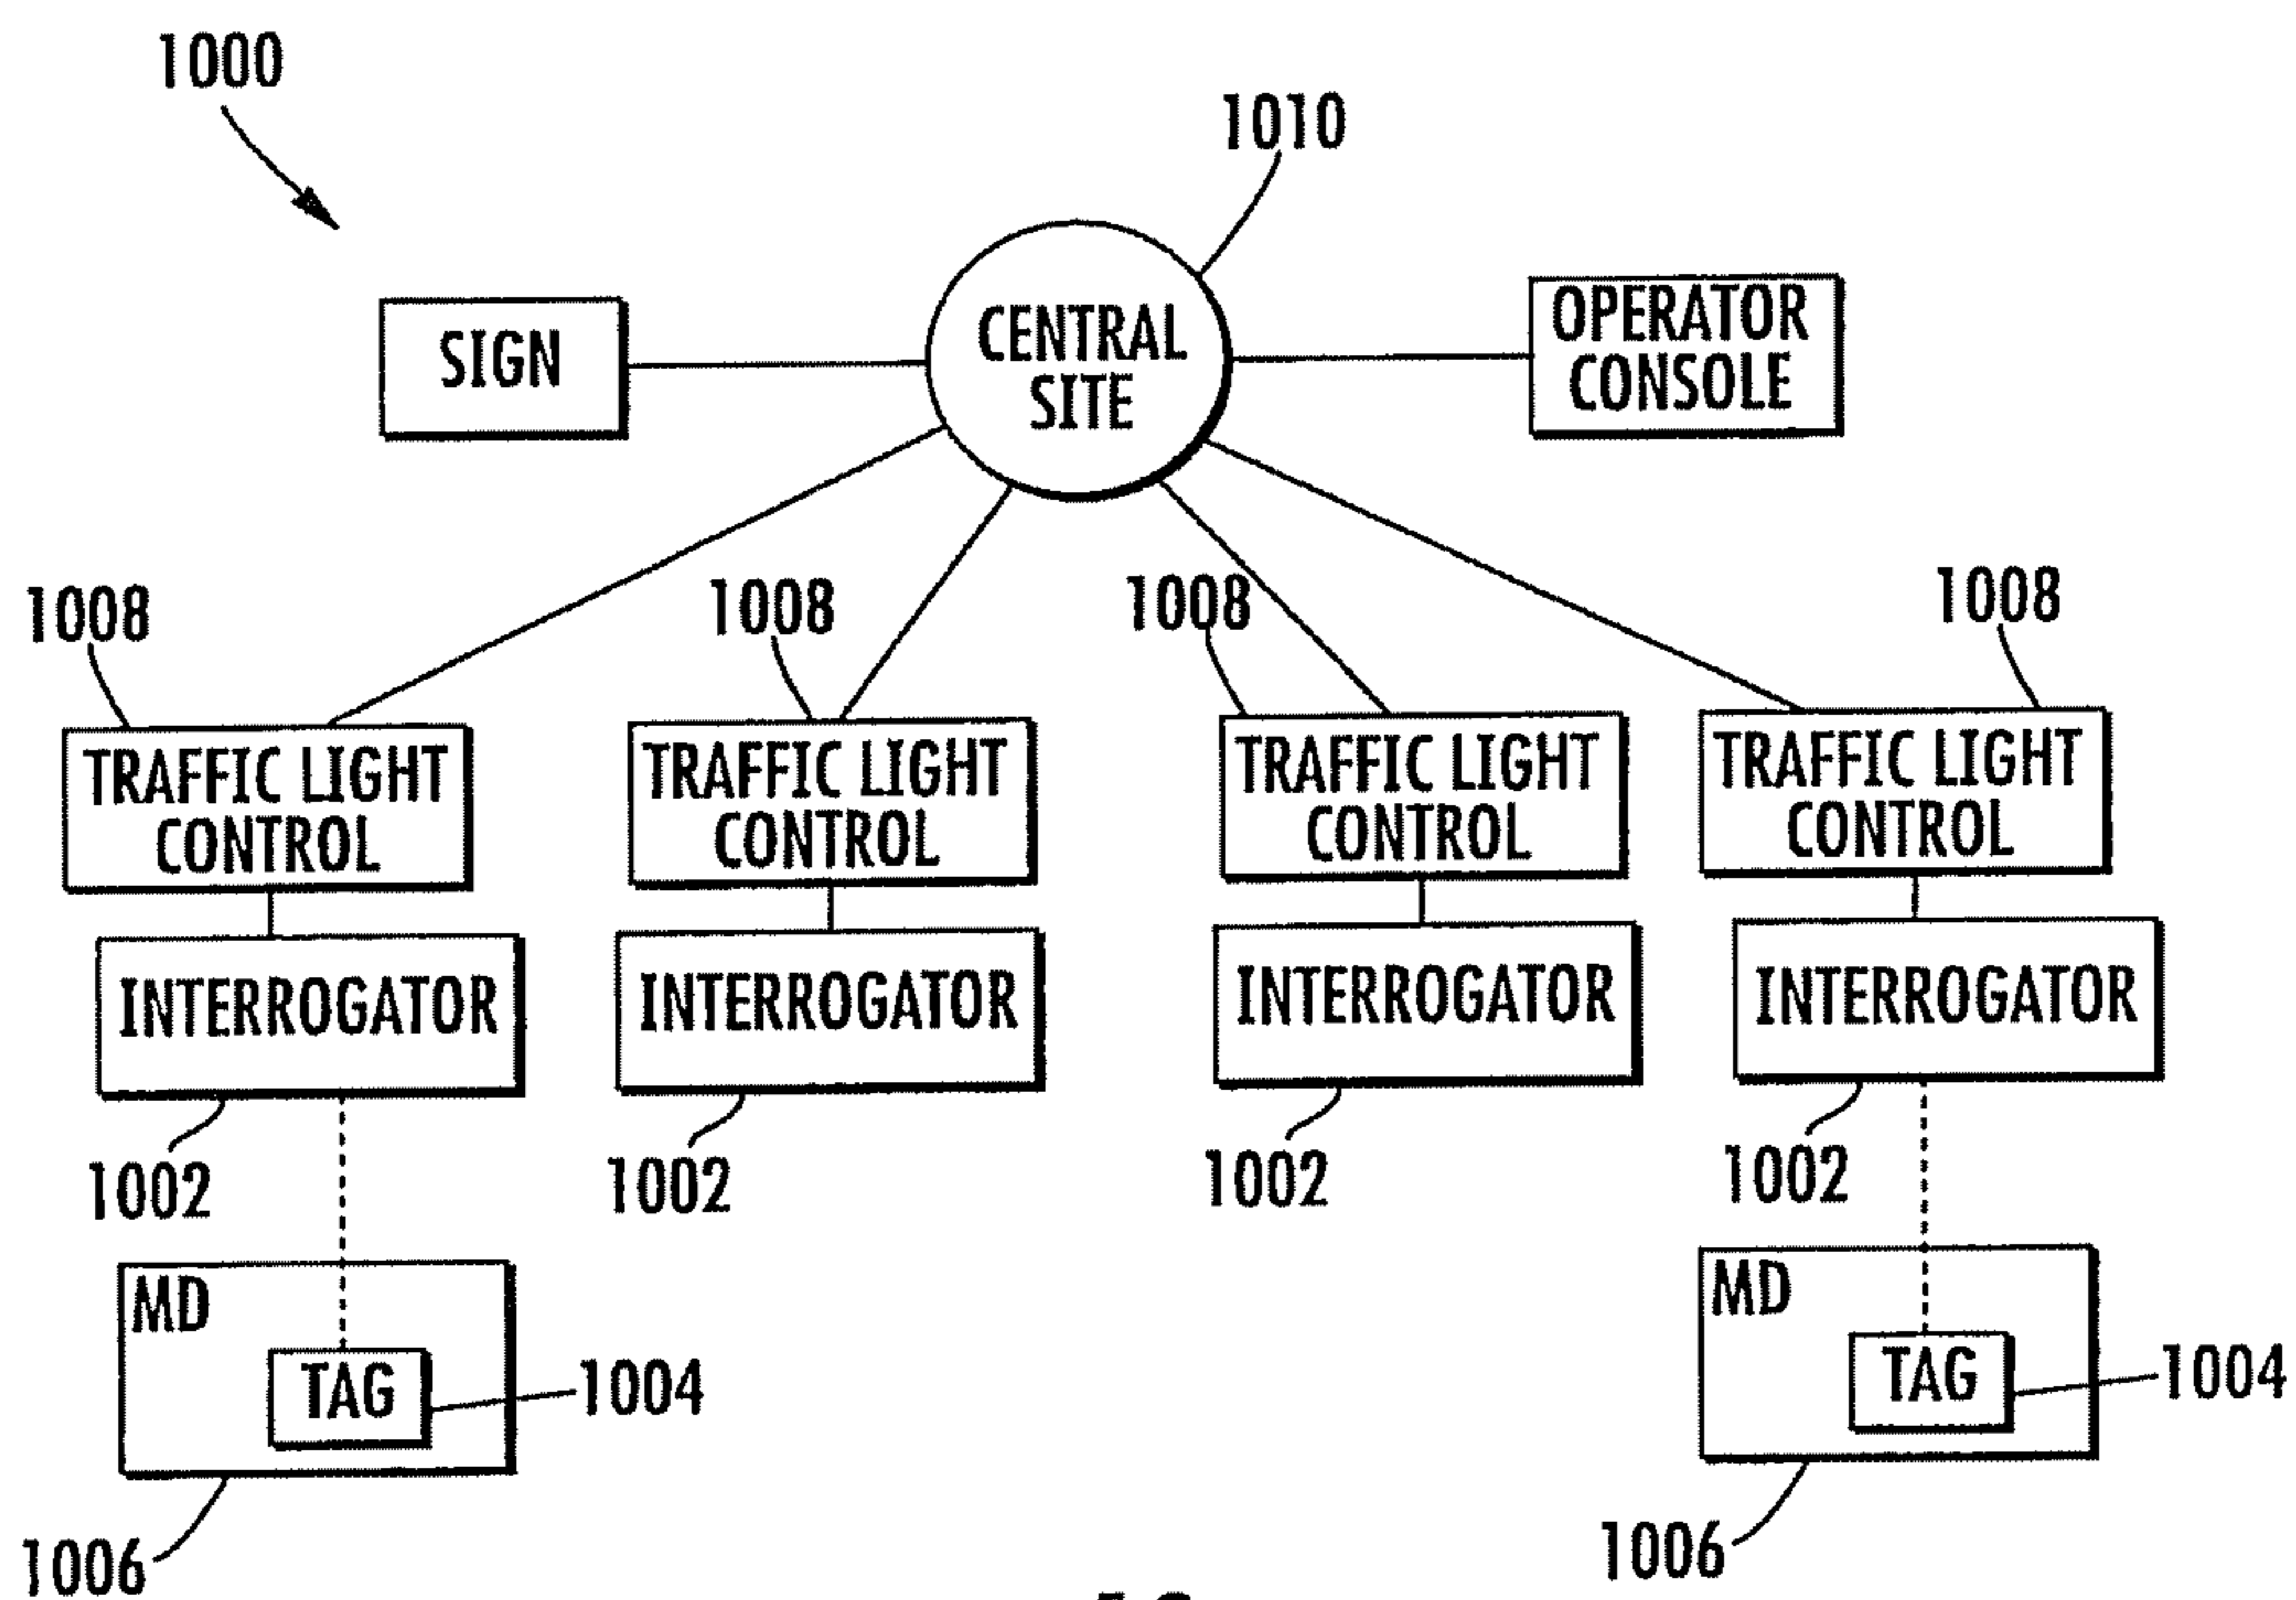 1000
1010
SIGN
CENTRAL
SITE
OPERATOR
CONSOLE
1008
1008
1008
1008
TRAFFIC LIGHT
CONTROL
TRAFFIC LIGHT
CONTROL
TRAFFIC LIGHT
CONTROL
TRAFFIC LIGHT
CONTROL
INTERROGATOR
INTERROGATOR
INTERROGATOR
INTERROGATOR
1002
1002
1002
1002
MD
TAG
1004
MD
TAG
1004
1006
1006